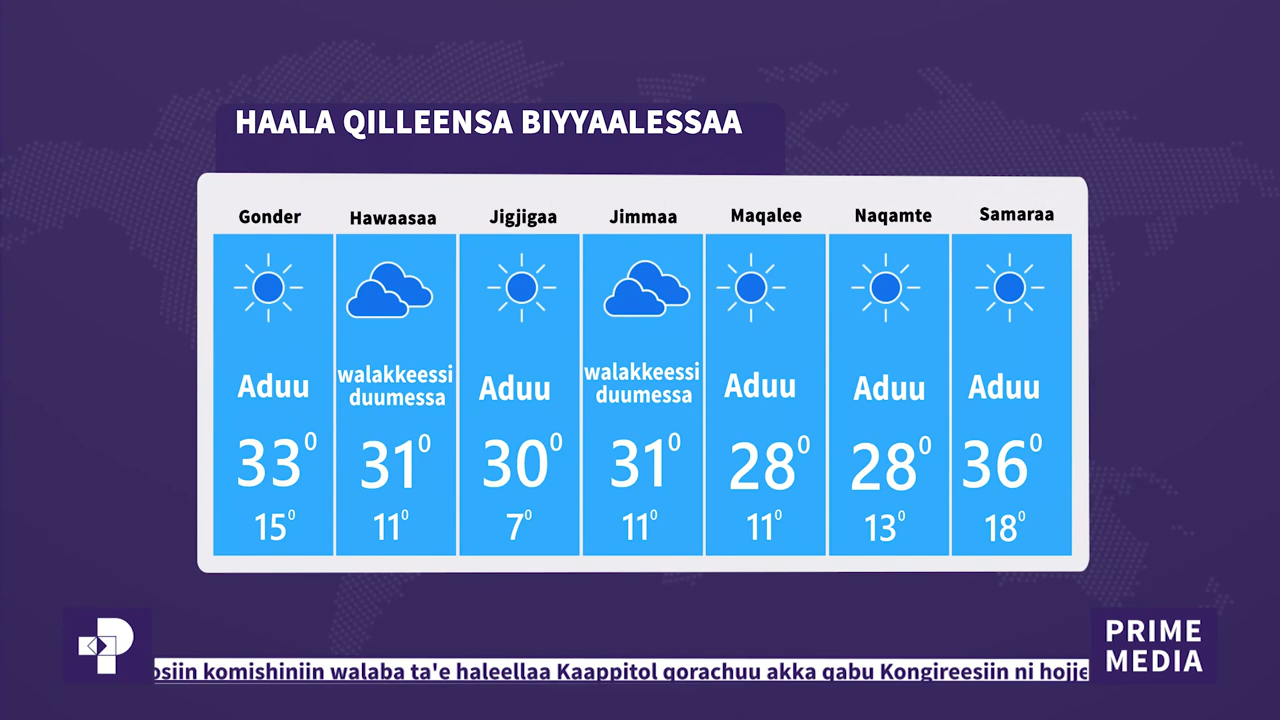 HAALA QILLEENSA BIYYAALESSAA
Gonder Hawaasaa Jigjigaa Jimmaa Maqalee Naqamte Samaraa
Aduu walakkeessi duumessa Aduu walakkeessi duumessa Aduu Aduu Aduu
33⁰ 31⁰ 30⁰ 31⁰ 28⁰ 28⁰ 36⁰
15⁰ 11⁰ 7⁰ 11⁰ 11⁰ 13⁰ 18⁰
PRIME
MEDIA
komishiniin walaba ta'e haleellaa Kaappitol qorachuu akka qabu Kongireesiin ni